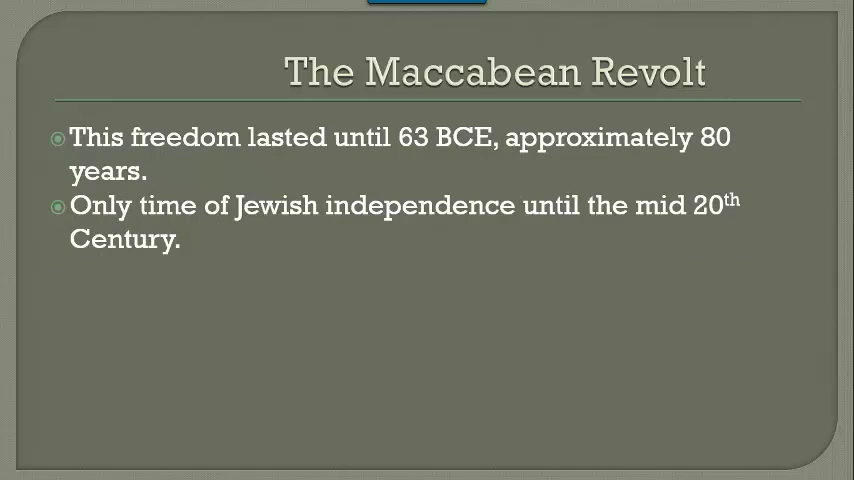 The Maccabean Revolt
This freedom lasted until 63 BCE, approximately 80
years.
Only time of Jewish independence until the mid 20th
Century.